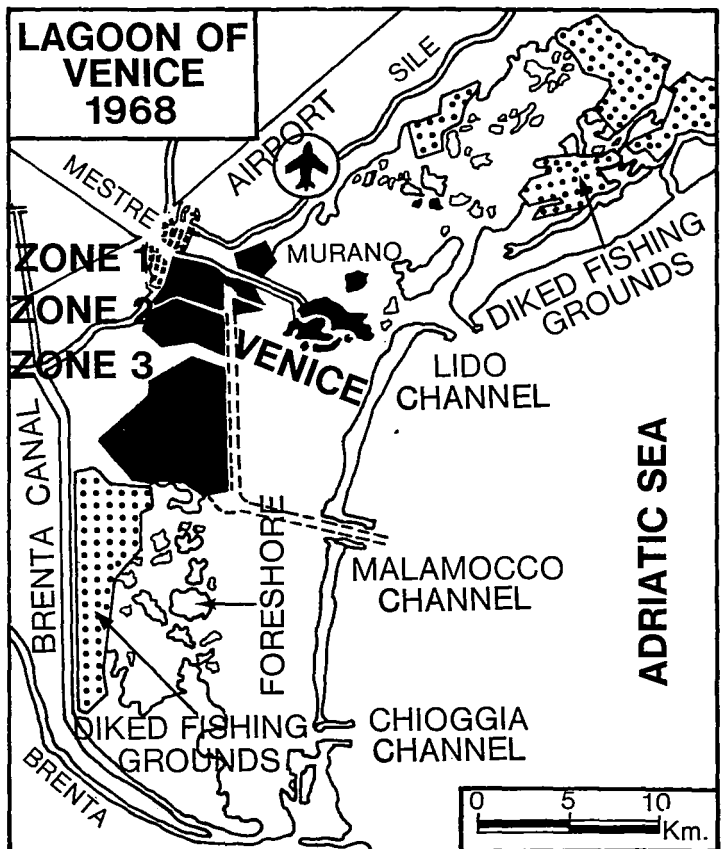 LAGOON OF
VENICE
1968
SILE
AIRPORT
MESTRE
MURANO
ZONE 1
ZONE 2
ZONE 3
VENICE
DIKED FISHING
GROUNDS
LIDO
CHANNEL
BRENTA CANAL
FORESHORE
ADRIATIC SEA
MALAMOCCO
CHANNEL
DIKED FISHING
GROUNDS
CHIOGGIA
CHANNEL
BRENTA
0 5 10
Km.